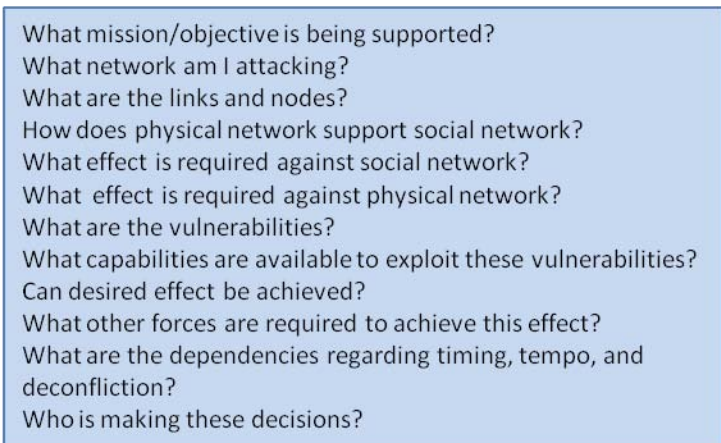 What mission/objective is being supported?
What network am I attacking?
What are the links and nodes?
How does physical network support social network?
What effect is required against social network?
What effect is required against physical network?
What are the vulnerabilities?
What capabilities are available to exploit these vulnerabilities?
Can desired effect be achieved?
What other forces are required to achieve this effect?
What are the dependencies regarding timing, tempo, and
deconfliction?
Who is making these decisions?